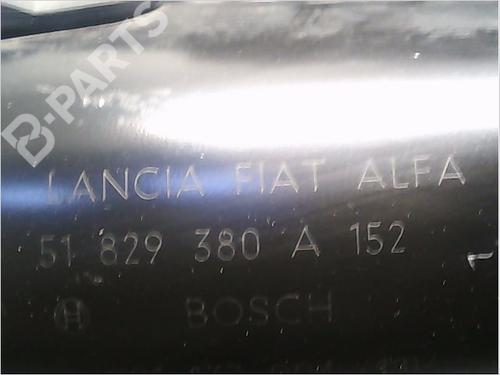 B-PARTS
LANCIA FIAT ALFA
51 829 380 A 152
BOSCH